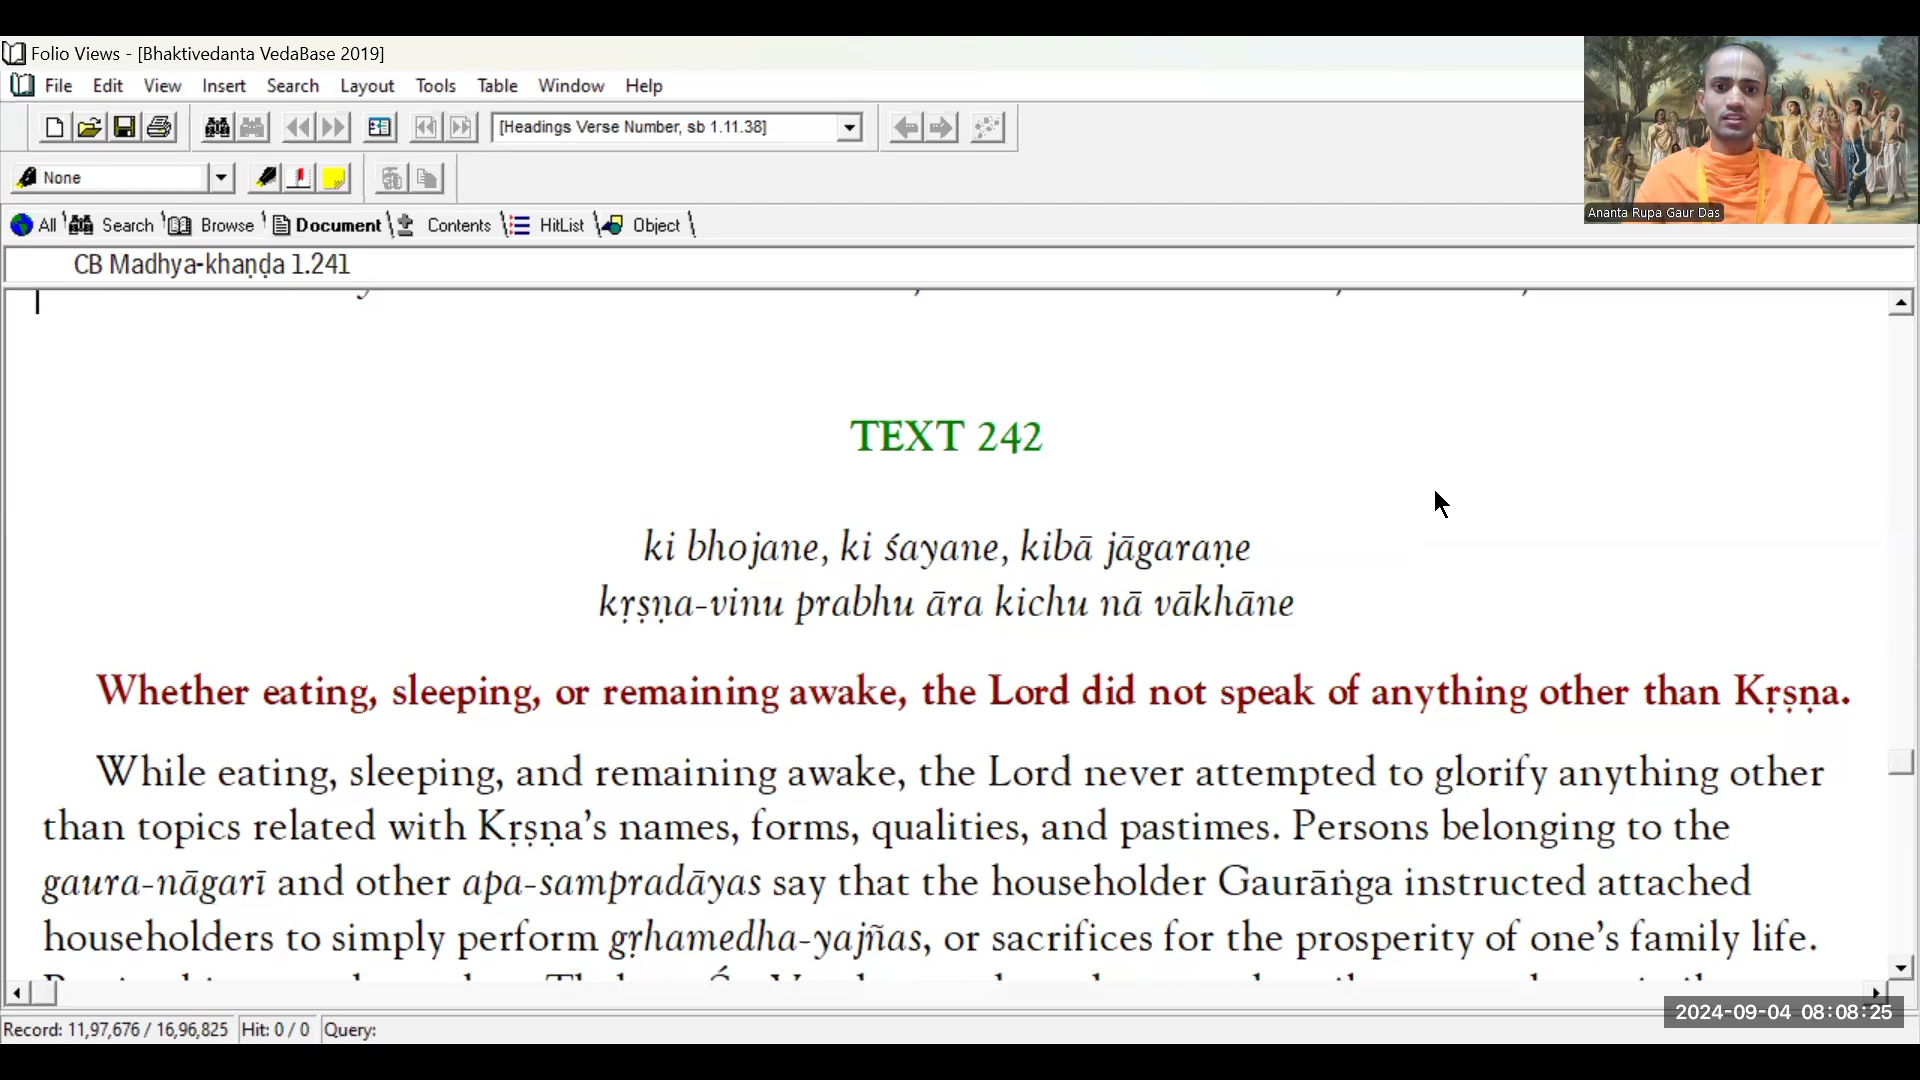 Folio Views - [Bhaktivedanta VedaBase 2019]
File Edit View Insert Search Layout Tools Table Window Help
[Headings Verse Number, sb 1.11.38]
None
All Search Browse Document Contents HitList Object
Ananta Rupa Gaur Das
CB Madhya-khaṇḍa 1.241
TEXT 242
ki bhojane, ki śayane, kibā jāgaraṇe
kṛṣṇa-vinu prabhu āra kichu nā vākhāne
Whether eating, sleeping, or remaining awake, the Lord did not speak of anything other than Kṛṣṇa.
While eating, sleeping, and remaining awake, the Lord never attempted to glorify anything other
than topics related with Kṛṣṇa’s names, forms, qualities, and pastimes. Persons belonging to the
gaura-nāgarī and other apa-sampradāyas say that the householder Gaurāṅga instructed attached
householders to simply perform gṛhamedha-yajñas, or sacrifices for the prosperity of one’s family life.
2024-09-04 08:08:25
Record: 11,97,676 / 16,96,825 Hit: 0 / 0 Query: